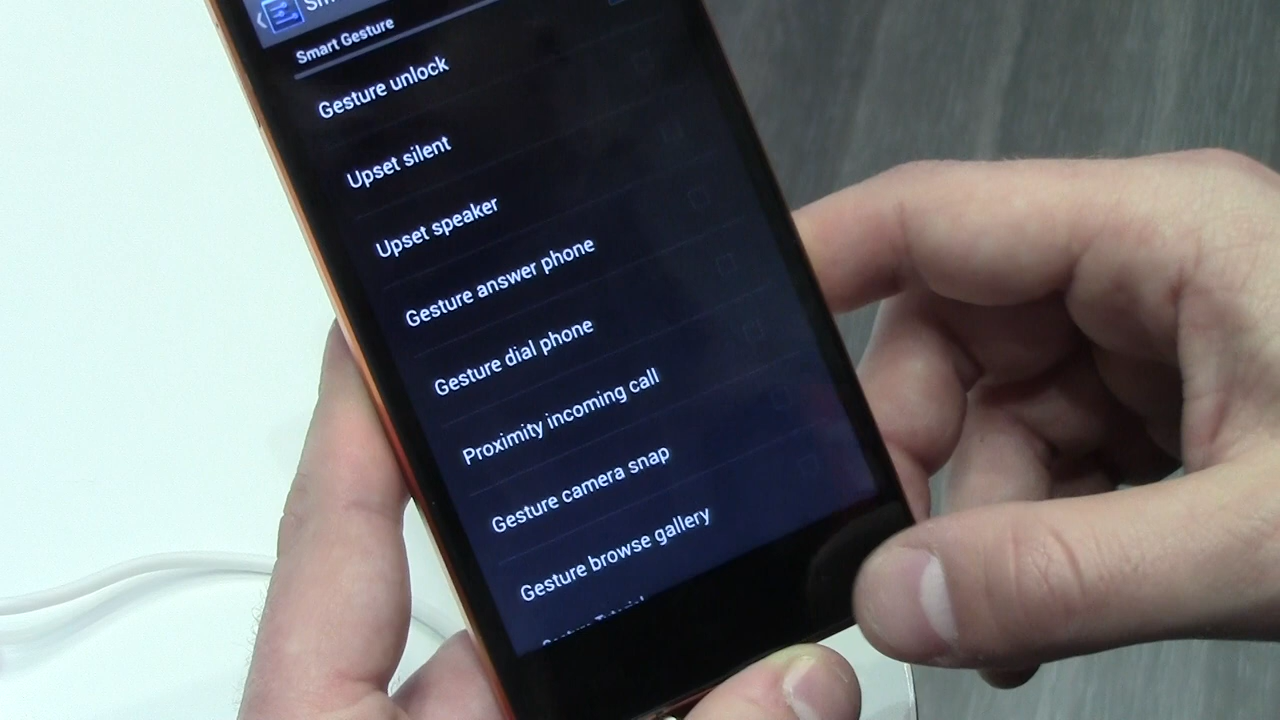 Smart Gesture
Gesture unlock
Upset silent
Upset speaker
Gesture answer phone
Gesture dial phone
Proximity incoming call
Gesture camera snap
Gesture browse gallery